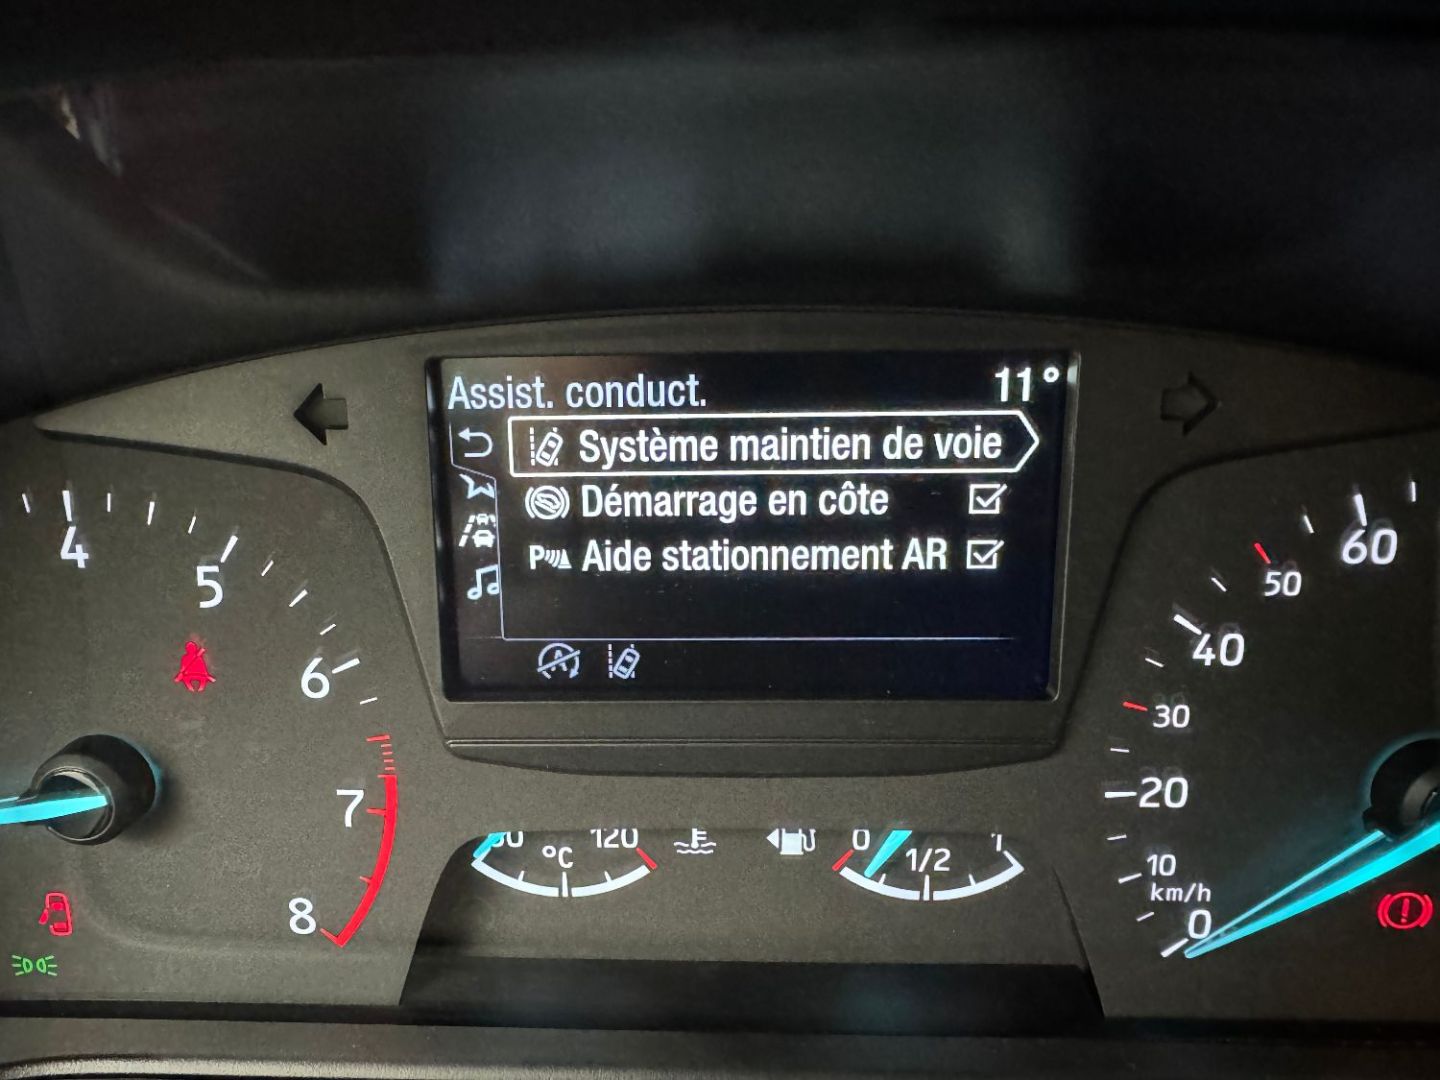 Assist. conduct. 11°
Système maintien de voie
Démarrage en côte
P Aide stationnement AR
A
4
5
6
7
8
60
50
40
30
20
10
km/h
0
°C 120
0 1/2 1